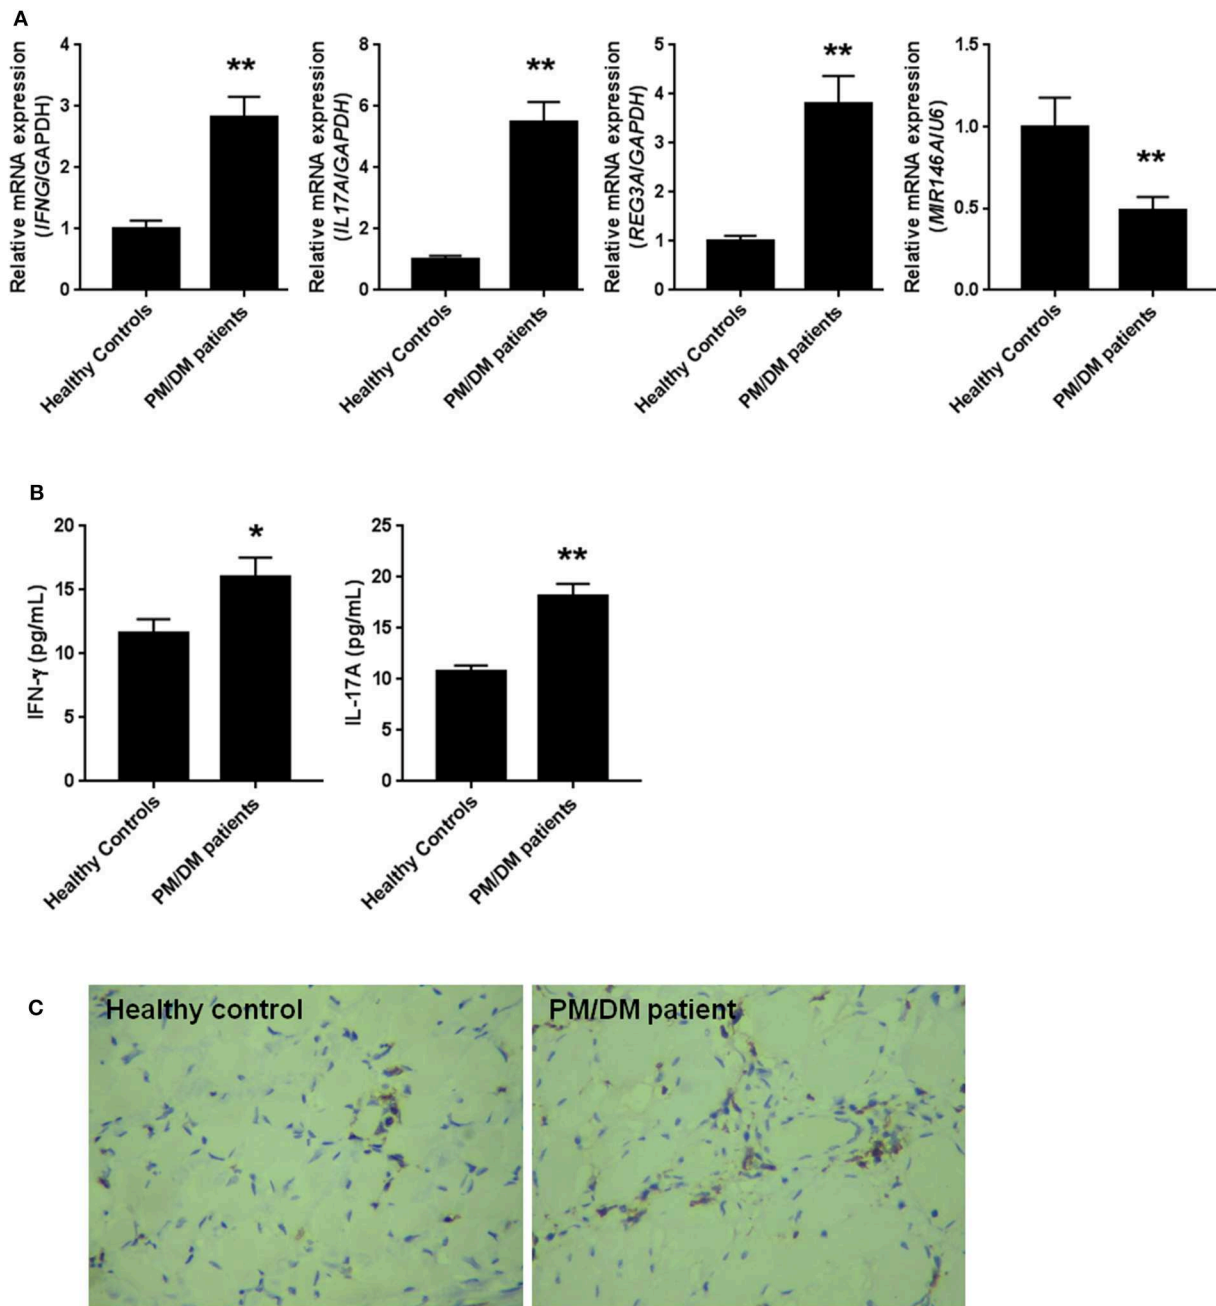 A
Relative mRNA expression
(IFNG/GAPDH)
4
3
2
1
0
**
Healthy Controls
PM/DM patients
Relative mRNA expression
(IL17A/GAPDH)
8
6
4
2
0
**
Healthy Controls
PM/DM patients
Relative mRNA expression
(REG3A/GAPDH)
5
4
3
2
1
0
**
Healthy Controls
PM/DM patients
Relative mRNA expression
(MIR146A/U6)
1.5
1.0
0.5
0.0
**
Healthy Controls
PM/DM patients
B
IFN-γ (pg/mL)
20
15
10
5
0
*
Healthy Controls
PM/DM patients
IL-17A (pg/mL)
25
20
15
10
5
0
**
Healthy Controls
PM/DM patients
C
Healthy control
PM/DM patient